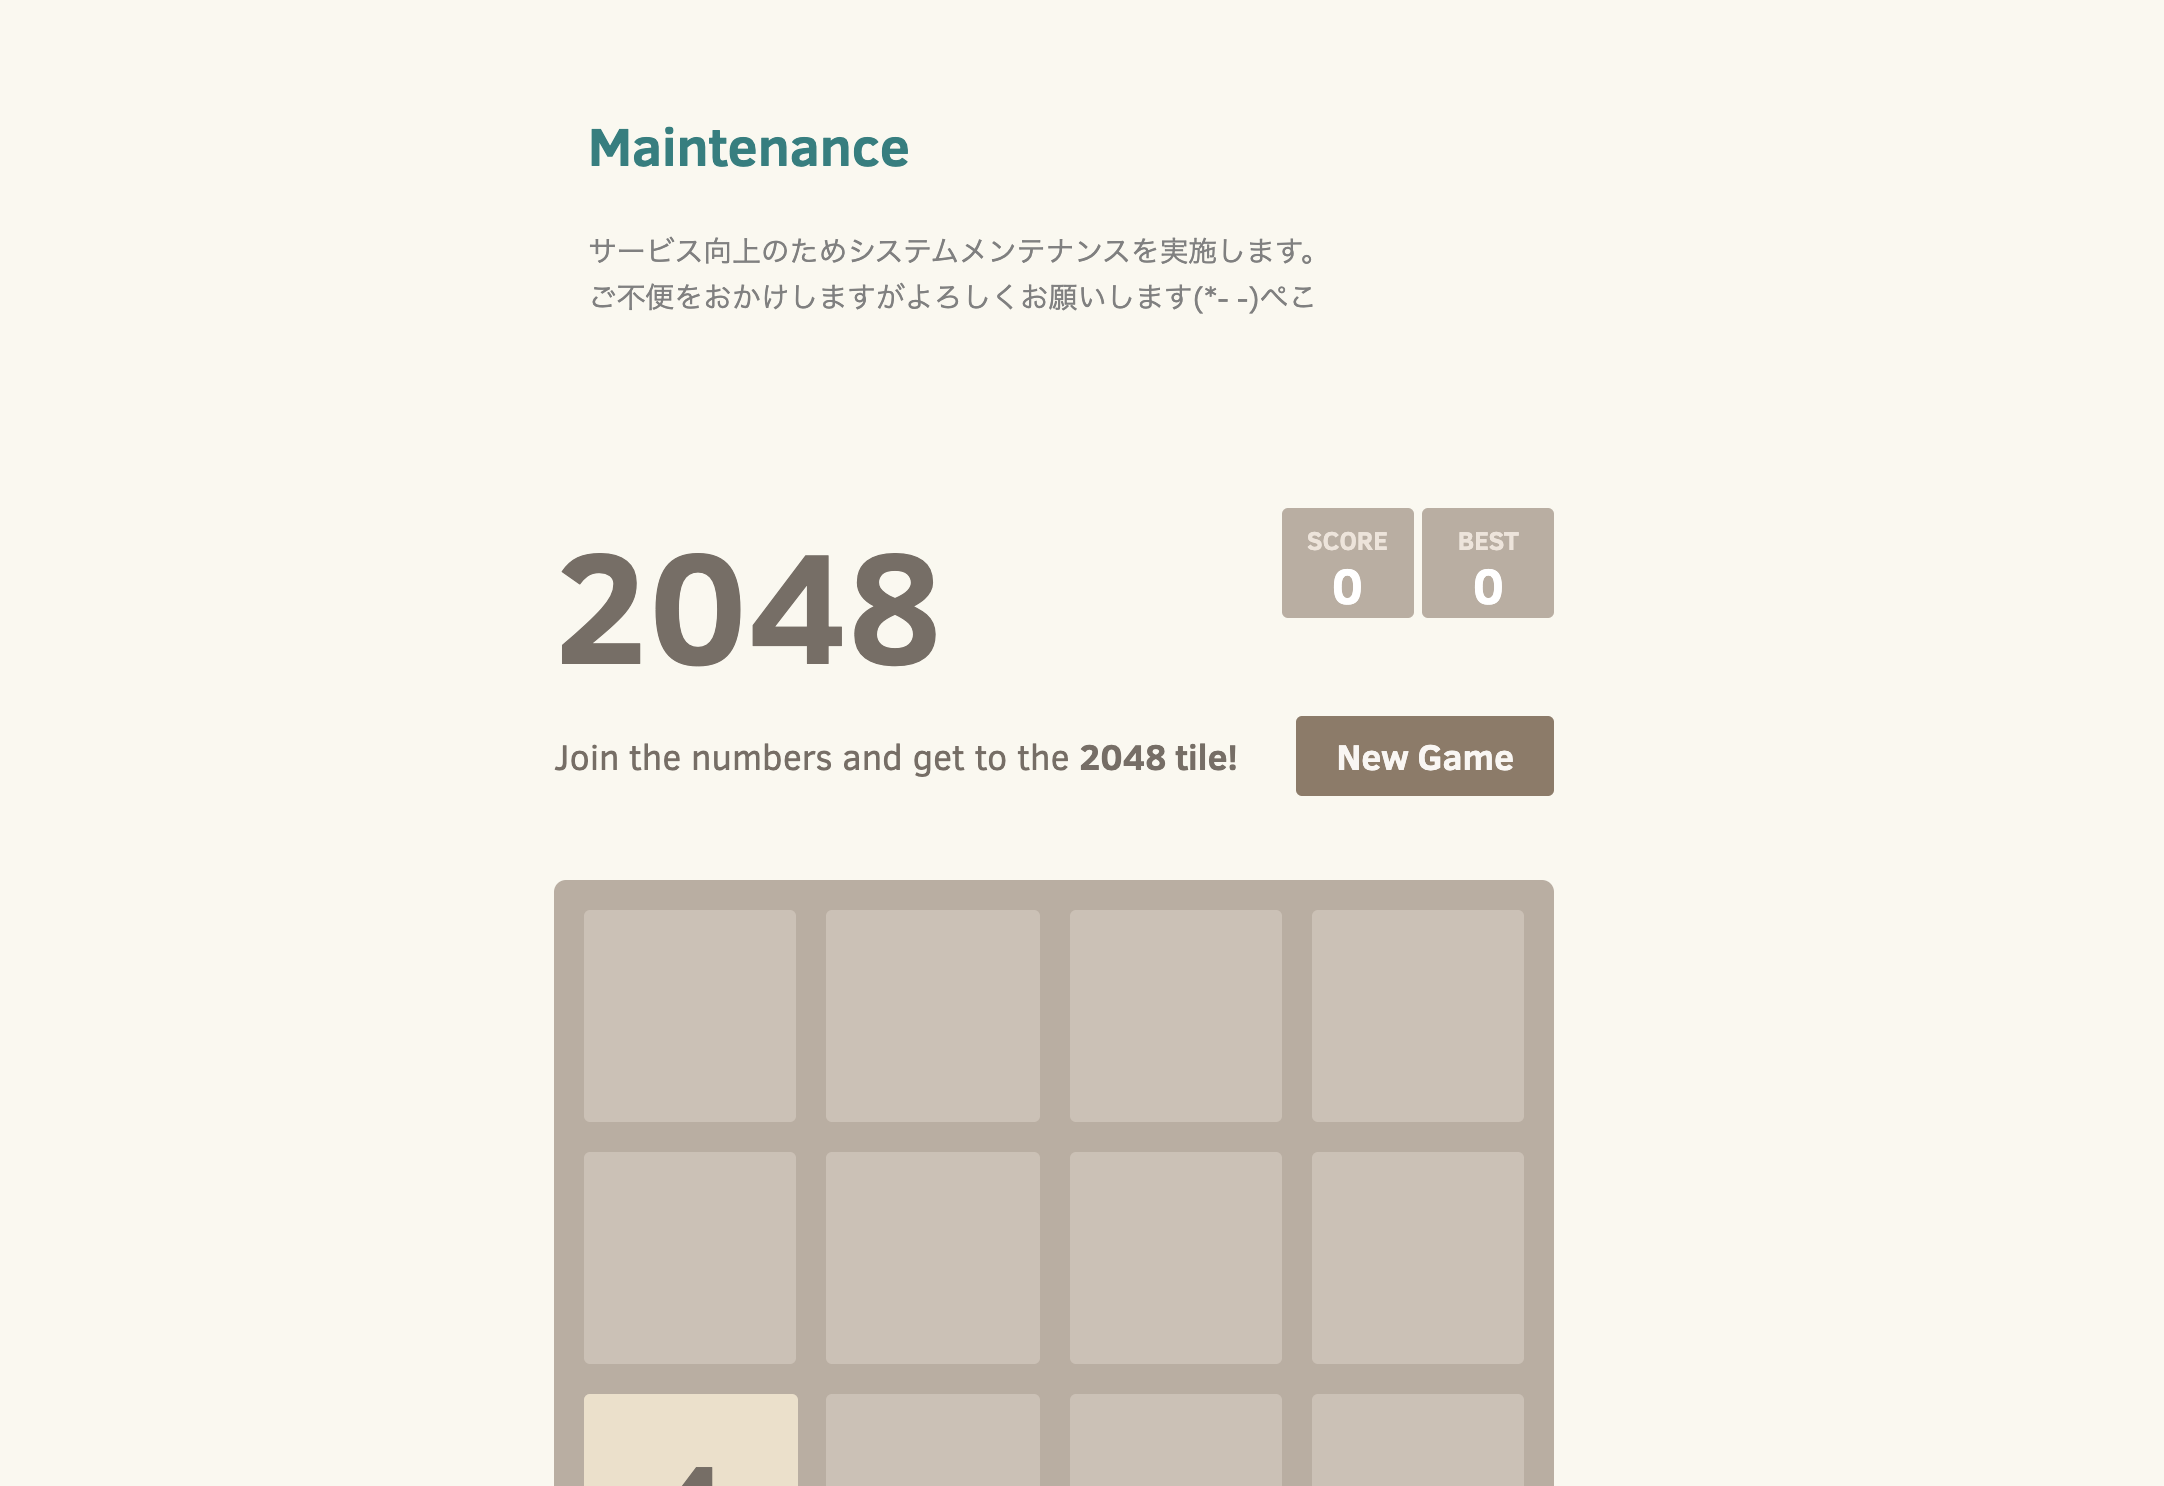 Maintenance
サービス向上のためシステムメンテナンスを実施します。
ご不便をおかけしますがよろしくお願いします(*- -)ぺこ
2048
SCORE
0
BEST
0
Join the numbers and get to the 2048 tile!
New Game
4